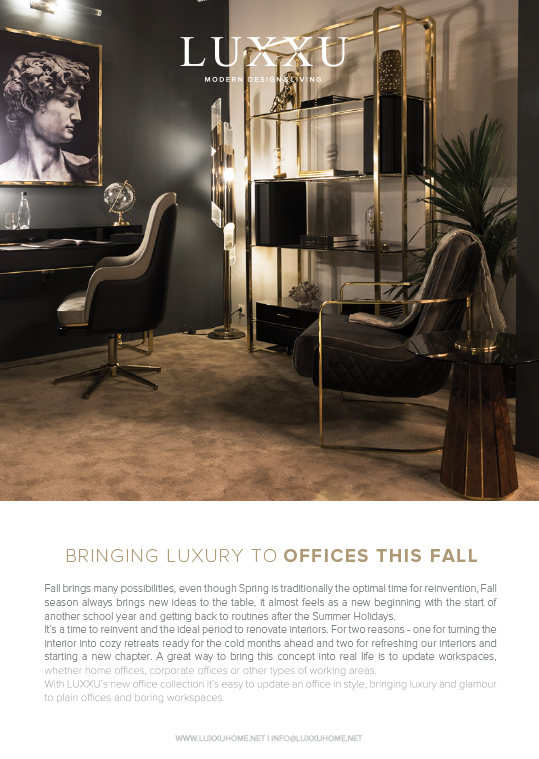 LUXXU
MODERN DESIGN&LIVING
BRINGING LUXURY TO OFFICES THIS FALL
Fall brings many possibilities, even though Spring is traditionally the optimal time for reinvention, Fall
season always brings new ideas to the table, it almost feels as a new beginning with the start of
another school year and getting back to routines after the Summer Holidays.
It's a time to reinvent and the ideal period to renovate interiors. For two reasons - one for turning the
interior into cozy retreats ready for the cold months ahead and two for refreshing our interiors and
starting a new chapter. A great way to bring this concept into real life is to update workspaces,
whether home offices, corporate offices or other types of working areas.
With LUXXU's new office collection it's easy to update an office in style, bringing luxury and glamour
to plain offices and boring workspaces.
WWW.LUXXUHOME.NET | INFO@LUXXUHOME.NET